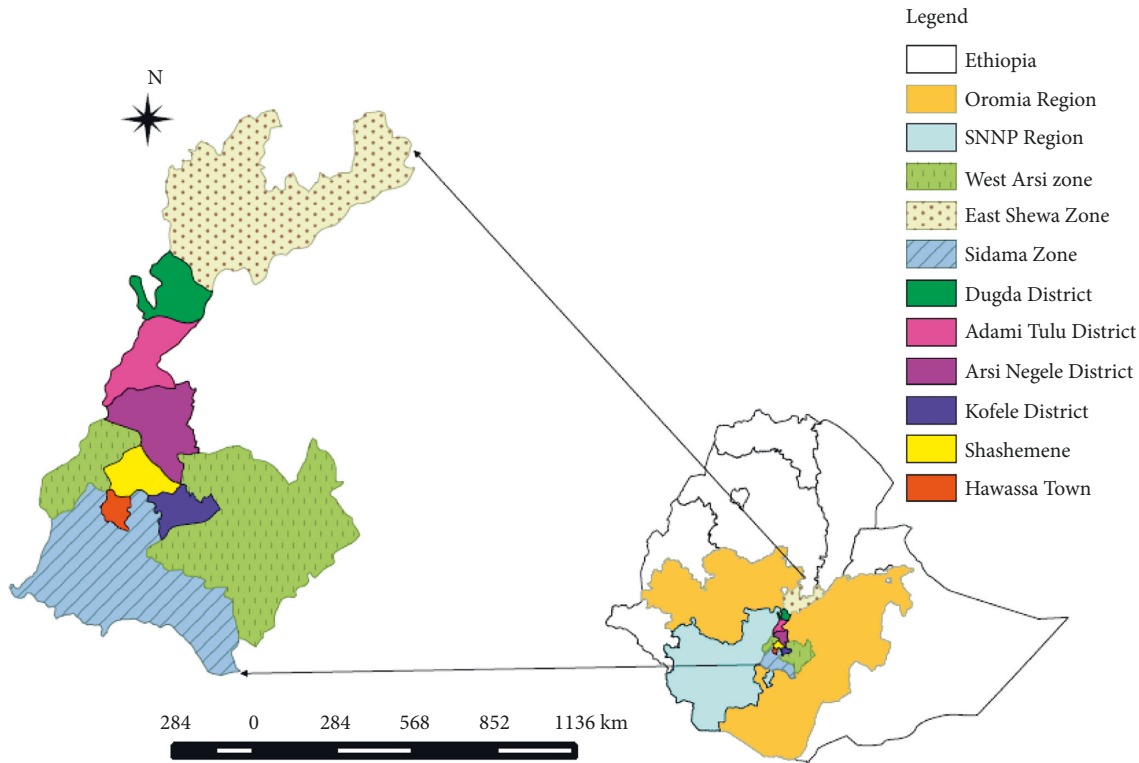 Legend
N
Ethiopia
Oromia Region
SNNP Region
West Arsi zone
East Shewa Zone
Sidama Zone
Dugda District
Adami Tulu District
Arsi Negele District
Kofele District
Shashemene
Hawassa Town
284 0 284 568 852 1136 km